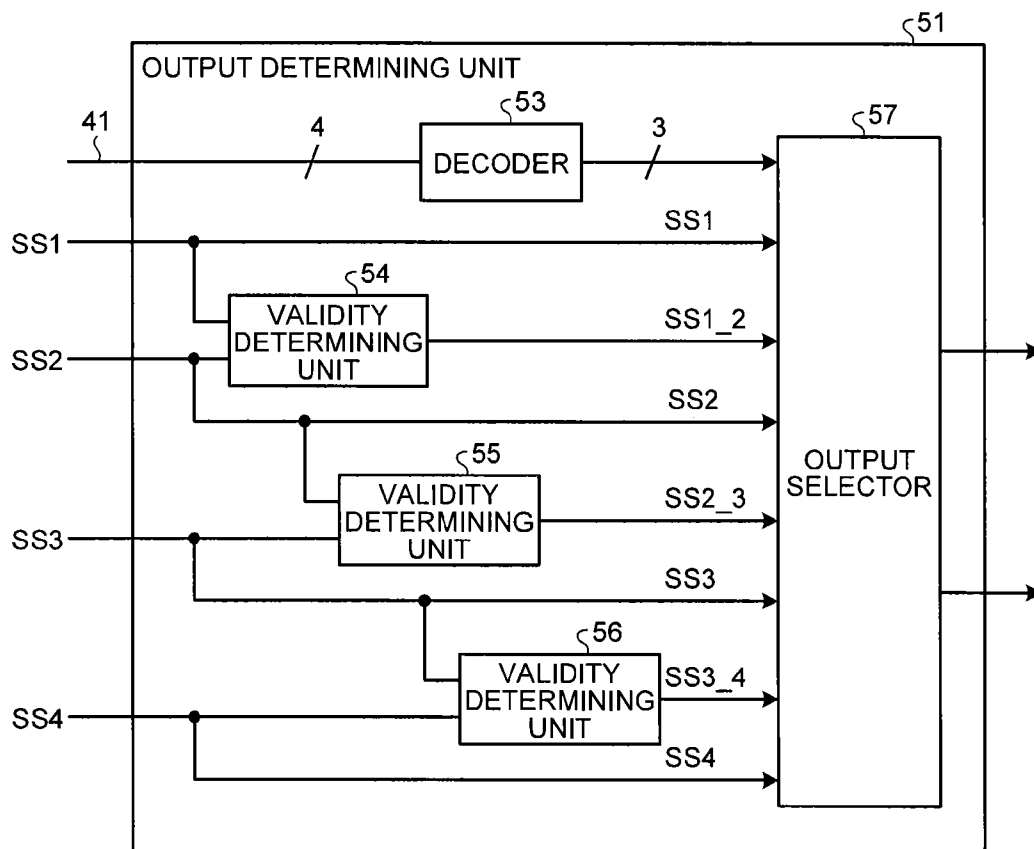 51
OUTPUT DETERMINING UNIT
41
4
53
DECODER
3
57
SS1
SS1
54
VALIDITY
DETERMINING
UNIT
SS1_2
SS2
SS2
55
VALIDITY
DETERMINING
UNIT
SS2_3
OUTPUT
SELECTOR
SS3
SS3
56
VALIDITY
DETERMINING
UNIT
SS3_4
SS4
SS4